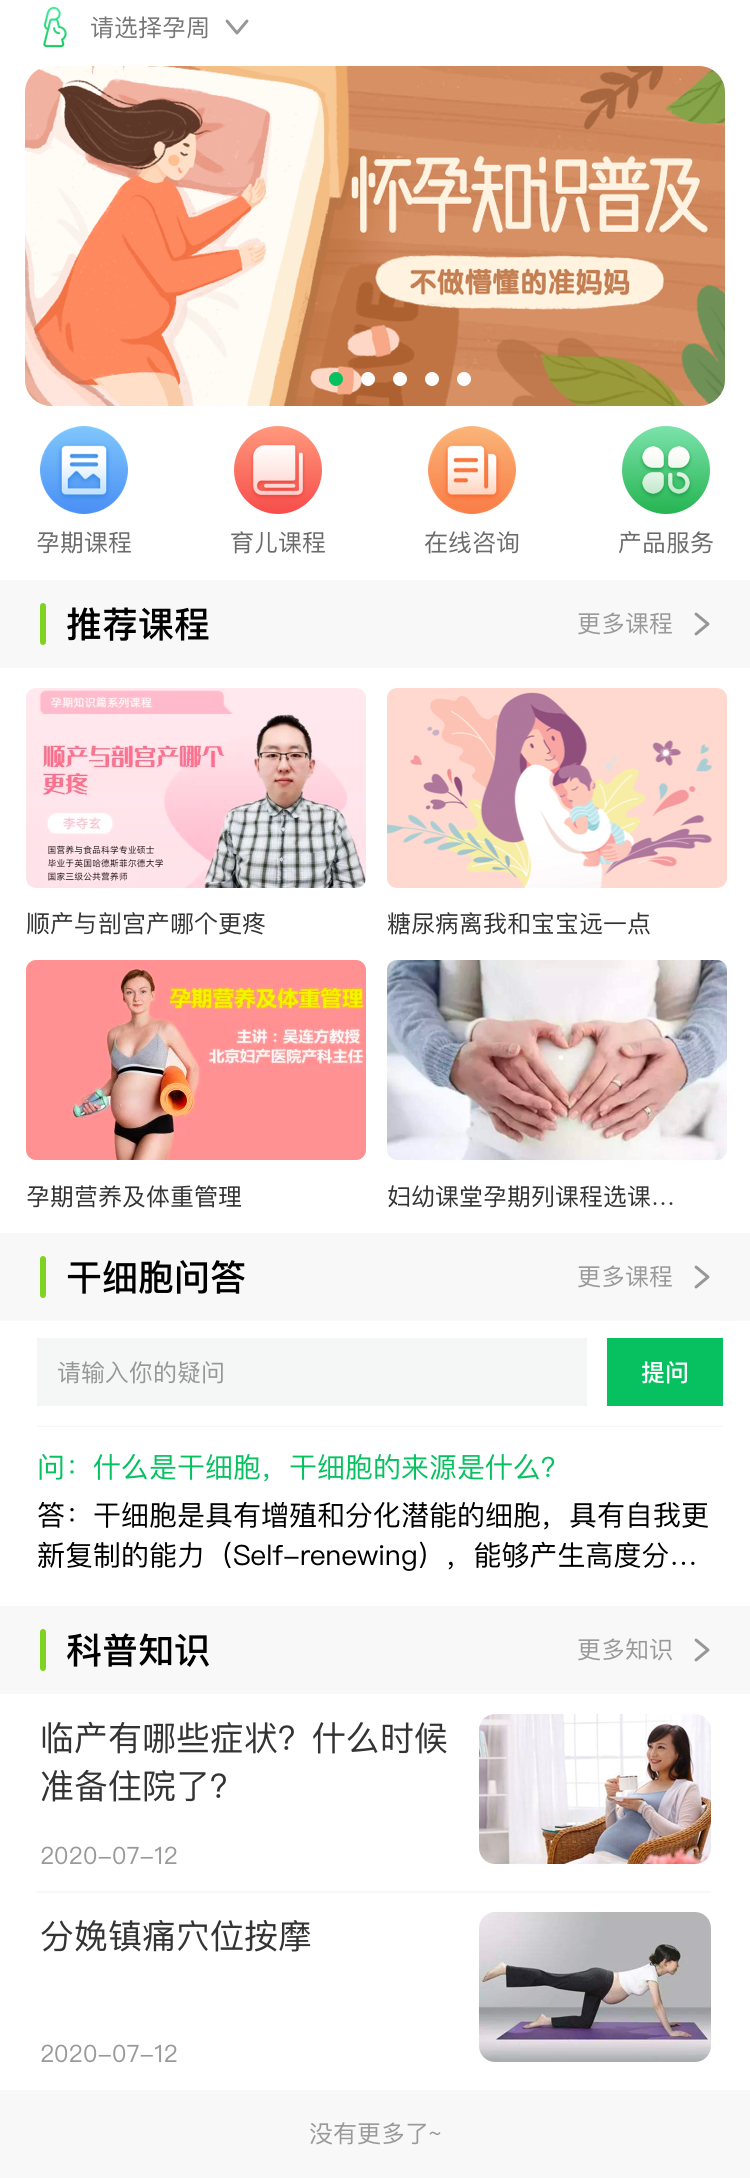 请选择孕周
怀孕知识普及
不做懵懂的准妈妈
孕期课程
育儿课程
在线咨询
产品服务
推荐课程
更多课程
孕期知识篇系列课程
顺产与剖宫产哪个
更疼
李夺玄
国营养与食品科学专业硕士
毕业于英国哈德斯菲尔德大学
国家三级公共营养师
顺产与剖宫产哪个更疼
糖尿病离我和宝宝远一点
孕期营养及体重管理
主讲：吴连方教授
北京妇产医院产科主任
孕期营养及体重管理
妇幼课堂孕期列课程选课...
干细胞问答
更多课程
请输入你的疑问
提问
问：什么是干细胞，干细胞的来源是什么？
答：干细胞是具有增殖和分化潜能的细胞，具有自我更
新复制的能力（Self-renewing），能够产生高度分...
科普知识
更多知识
临产有哪些症状？什么时候
准备住院了？
2020-07-12
分娩镇痛穴位按摩
2020-07-12
没有更多了~